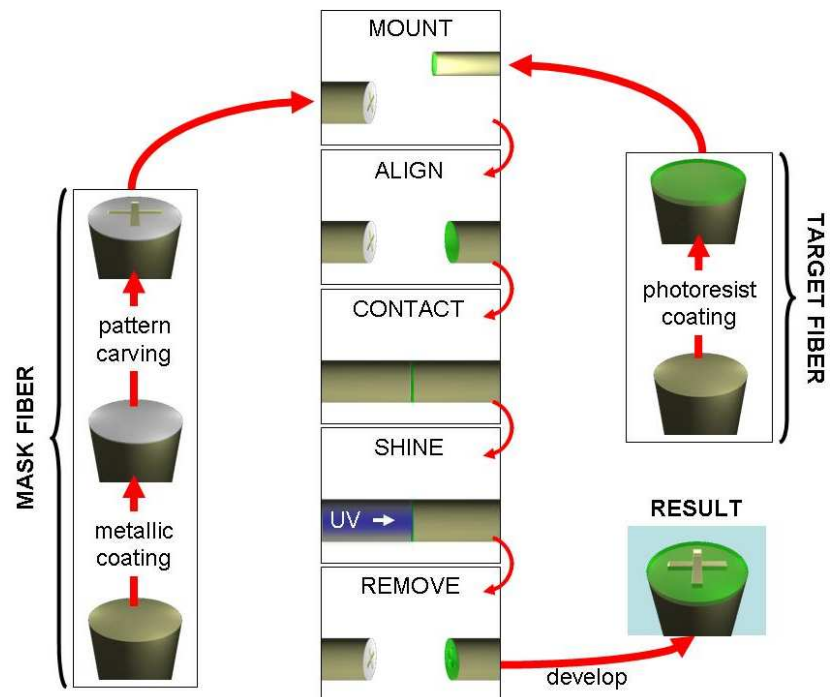 MOUNT
ALIGN
CONTACT
SHINE
UV
REMOVE
MASK FIBER
pattern
carving
metallic
coating
TARGET FIBER
photoresist
coating
RESULT
develop